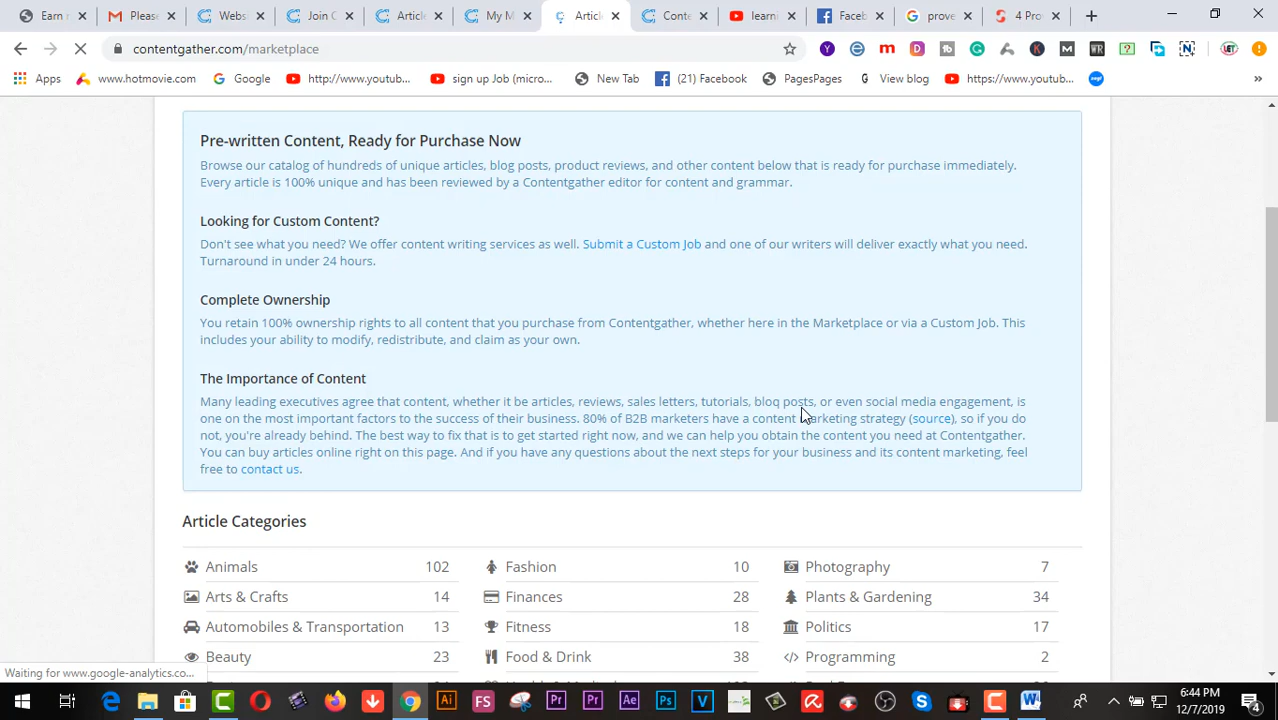 Earn
Please
Webs
Join C
Article
My M
Articl
Conte
learni
Faceb
prove
4 Pro
contentgather.com/marketplace
Apps
www.hotmovie.com
Google
http://www.youtub...
sign up Job (micro...
New Tab
(21) Facebook
PagesPages
View blog
https://www.youtub...
Pre-written Content, Ready for Purchase Now
Browse our catalog of hundreds of unique articles, blog posts, product reviews, and other content below that is ready for purchase immediately.
Every article is 100% unique and has been reviewed by a Contentgather editor for content and grammar.
Looking for Custom Content?
Don't see what you need? We offer content writing services as well. Submit a Custom Job and one of our writers will deliver exactly what you need.
Turnaround in under 24 hours.
Complete Ownership
You retain 100% ownership rights to all content that you purchase from Contentgather, whether here in the Marketplace or via a Custom Job. This
includes your ability to modify, redistribute, and claim as your own.
The Importance of Content
Many leading executives agree that content, whether it be articles, reviews, sales letters, tutorials, bloq posts, or even social media engagement, is
one on the most important factors to the success of their business. 80% of B2B marketers have a content marketing strategy (source), so if you do
not, you're already behind. The best way to fix that is to get started right now, and we can help you obtain the content you need at Contentgather.
You can buy articles online right on this page. And if you have any questions about the next steps for your business and its content marketing, feel
free to contact us.
Article Categories
Animals 102
Fashion 10
Photography 7
Arts & Crafts 14
Finances 28
Plants & Gardening 34
Automobiles & Transportation 13
Fitness 18
Politics 17
Beauty 23
Food & Drink 38
Programming 2
Waiting for www.google-analytics.co...
6:44 PM
12/7/2019